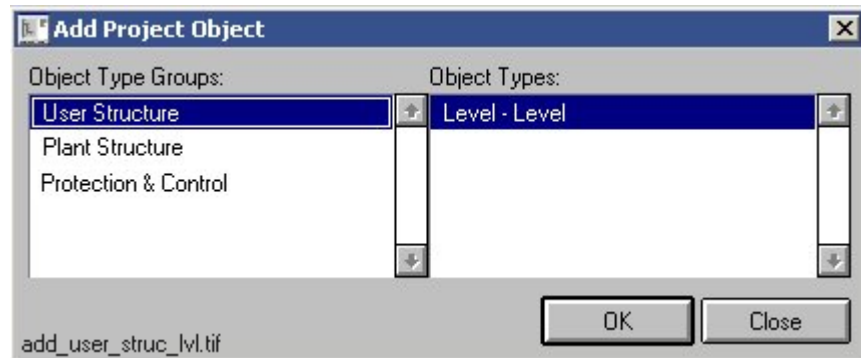 Add Project Object
Object Type Groups:
User Structure
Plant Structure
Protection & Control
Object Types:
Level - Level
OK
Close
add_user_struc_lvl.tif